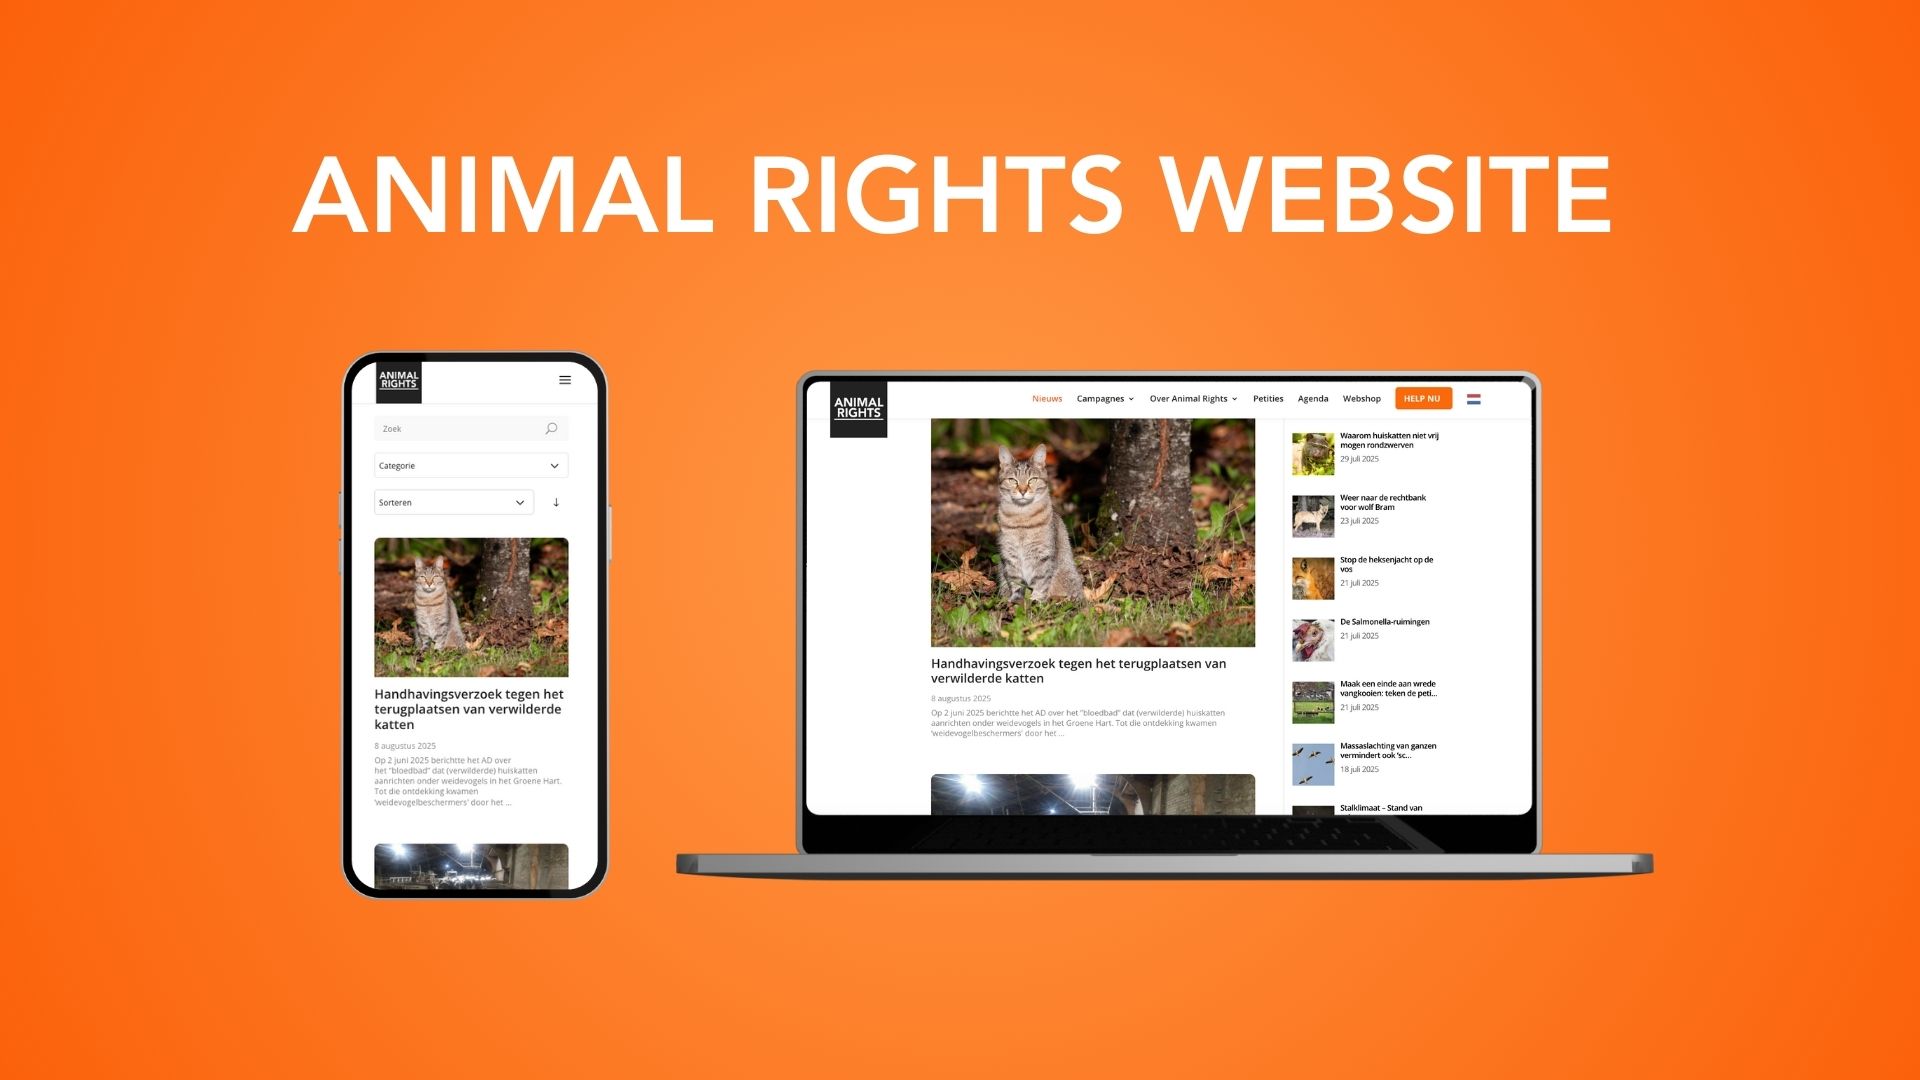 ANIMAL RIGHTS WEBSITE
ANIMAL
RIGHTS
Zoek
Categorie
Sorteren
Handhavingsverzoek tegen het
terugplaatsen van verwilderde
katten
8 augustus 2025
Op 2 juni 2025 berichtte het AD over
het "bloedbad" dat (verwilderde) huiskatten
aanrichten onder weidevogels in het Groene Hart.
Tot die ontdekking kwamen
'weidevogelbeschermers' door het ...
ANIMAL
RIGHTS
Nieuws Campagnes Over Animal Rights Petities Agenda Webshop HELP NU
Handhavingsverzoek tegen het terugplaatsen van
verwilderde katten
8 augustus 2025
Op 2 juni 2025 berichtte het AD over het "bloedbad" dat (verwilderde) huiskatten
aanrichten onder weidevogels in het Groene Hart. Tot die ontdekking kwamen
'weidevogelbeschermers' door het ...
Waarom huiskatten niet vrij
mogen rondzwerven
29 juli 2025
Weer naar de rechtbank
voor wolf Bram
23 juli 2025
Stop de heksenjacht op de
vos
21 juli 2025
De Salmonella-ruimingen
21 juli 2025
Maak een einde aan wrede
vangkooien: teken de peti...
21 juli 2025
Massaslachting van ganzen
vermindert ook 'sc...
18 juli 2025
Stalklimaat – Stand van